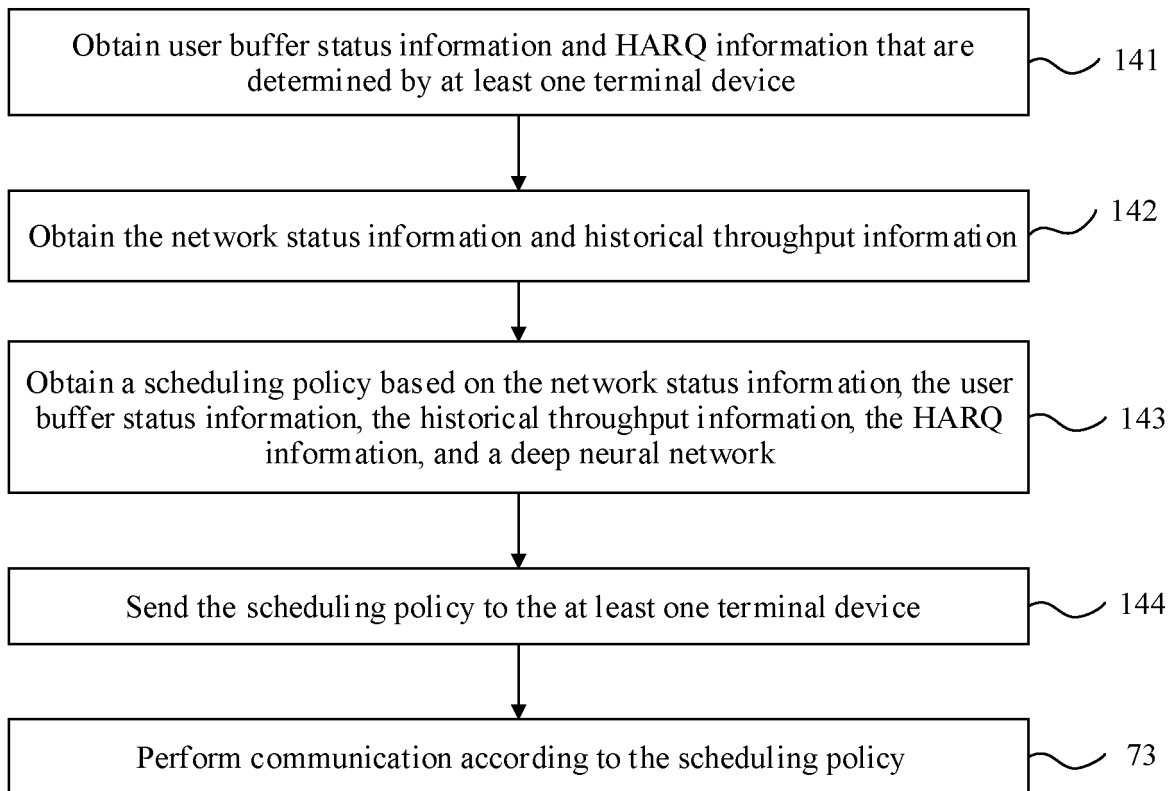 Obtain user buffer status information and HARQ information that are
determined by at least one terminal device
141
Obtain the network status information and historical throughput information
142
Obtain a scheduling policy based on the network status information, the user
buffer status information, the historical throughput information, the HARQ
information, and a deep neural network
143
Send the scheduling policy to the at least one terminal device
144
Perform communication according to the scheduling policy
73